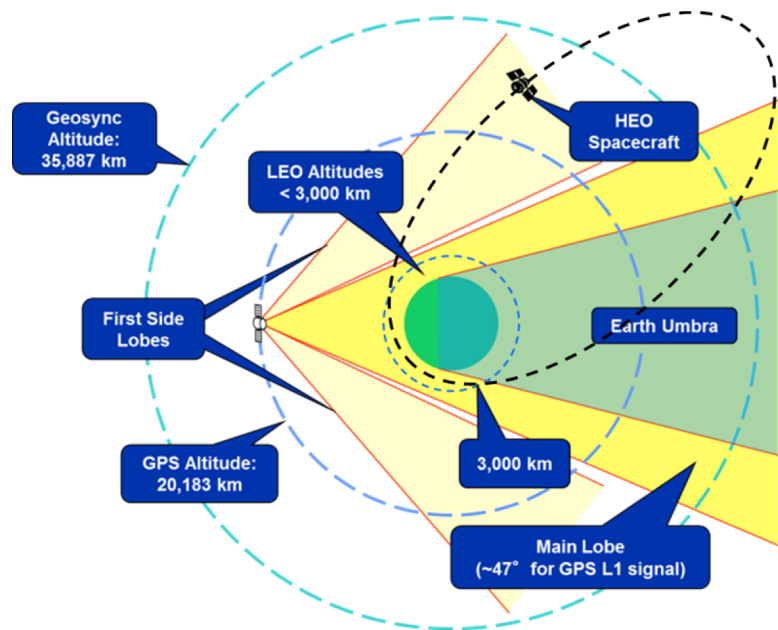 Geosync
Altitude:
35,887 km
HEO
Spacecraft
LEO Altitudes
< 3,000 km
First Side
Lobes
Earth Umbra
GPS Altitude:
20,183 km
3,000 km
Main Lobe
(~47° for GPS L1 signal)